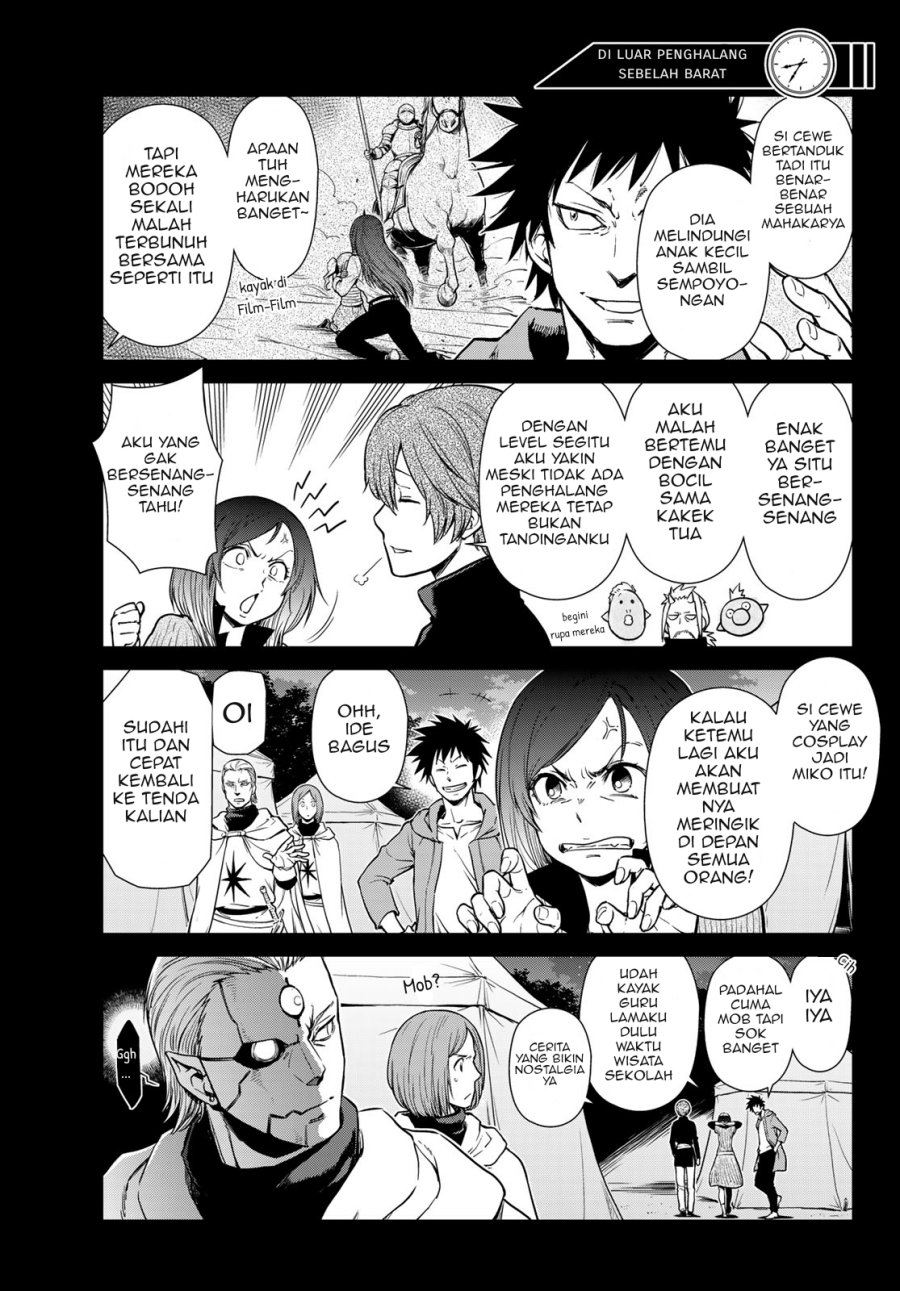 DI LUAR PENGHALANG
SEBELAH BARAT
SI CEWE
BERTANDUK
TADI ITU
BENAR-
BENAR
SEBUAH
MAHAKARYA
DIA
MELINDUNGI
ANAK KECIL
SAMBIL
SEMPOYO-
NGAN
APAAN
TUH
MENG-
HARUKAN
BANGET~
kayak di
Film-Film
TAPI
MEREKA
BODOH
SEKALI
MALAH
TERBUNUH
BERSAMA
SEPERTI ITU
ENAK
BANGET
YA SITU
BER-
SENANG-
SENANG
AKU
MALAH
BERTEMU
DENGAN
BOCIL
SAMA
KAKEK
TUA
begini
rupa mereka
DENGAN
LEVEL SEGITU
AKU YAKIN
MESKI TIDAK ADA
PENGHALANG
MEREKA TETAP
BUKAN
TANDINGANKU
AKU YANG
GAK
BERSENANG-
SENANG
TAHU!
SI CEWE
YANG
COSPLAY
JADI
MIKO ITU!
KALAU
KETEMU
LAGI AKU
AKAN
MEMBUAT
NYA
MERINGIK
DI DEPAN
SEMUA
ORANG!
OHH,
IDE
BAGUS
OI
SUDAHI
ITU DAN
CEPAT
KEMBALI
KE TENDA
KALIAN
Cih
IYA
IYA
PADAHAL
CUMA
MOB TAPI
SOK
BANGET
UDAH
KAYAK
GURU
LAMAKU
DULU
WAKTU
WISATA
SEKOLAH
CERITA
YANG BIKIN
NOSTALGIA
YA
Mob?
Ggh
...